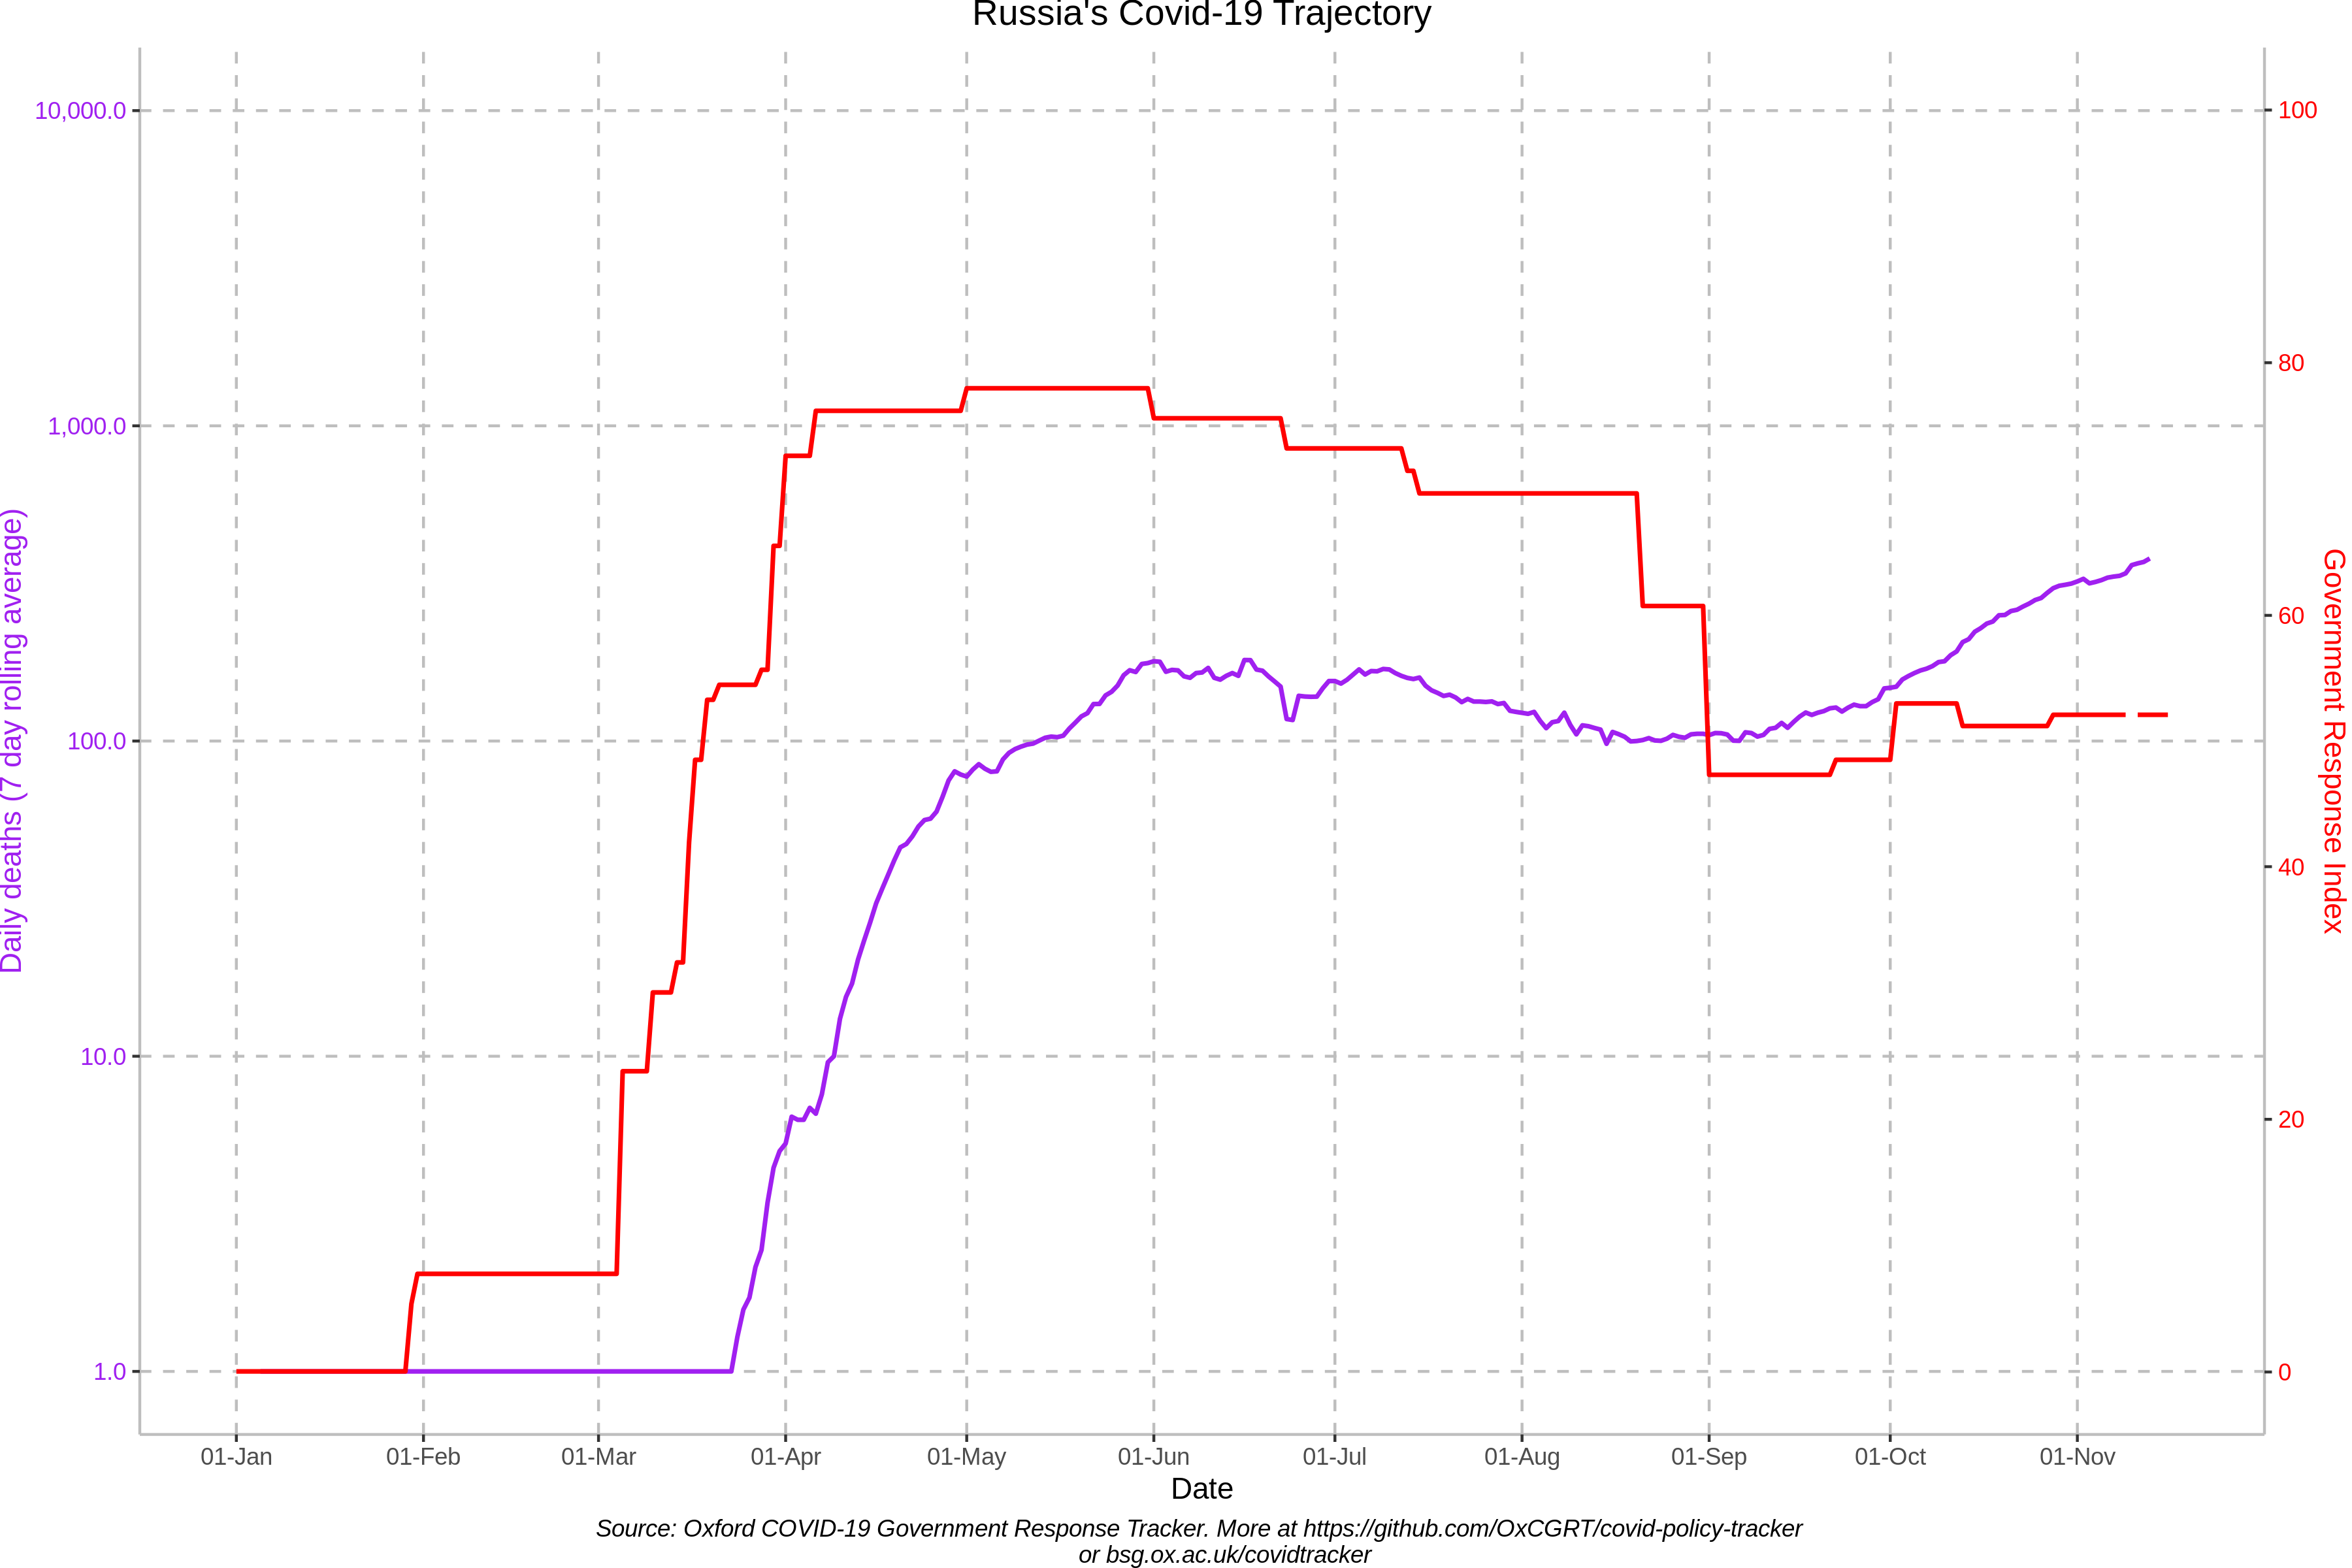 Russia's Covid-19 Trajectory
Daily deaths (7 day rolling average)
10,000.0
1,000.0
100.0
10.0
1.0
100
80
60
40
20
0
Government Response Index
01-Jan 01-Feb 01-Mar 01-Apr 01-May 01-Jun 01-Jul 01-Aug 01-Sep 01-Oct 01-Nov
Date
Source: Oxford COVID-19 Government Response Tracker. More at https://github.com/OxCGRT/covid-policy-tracker
or bsg.ox.ac.uk/covidtracker